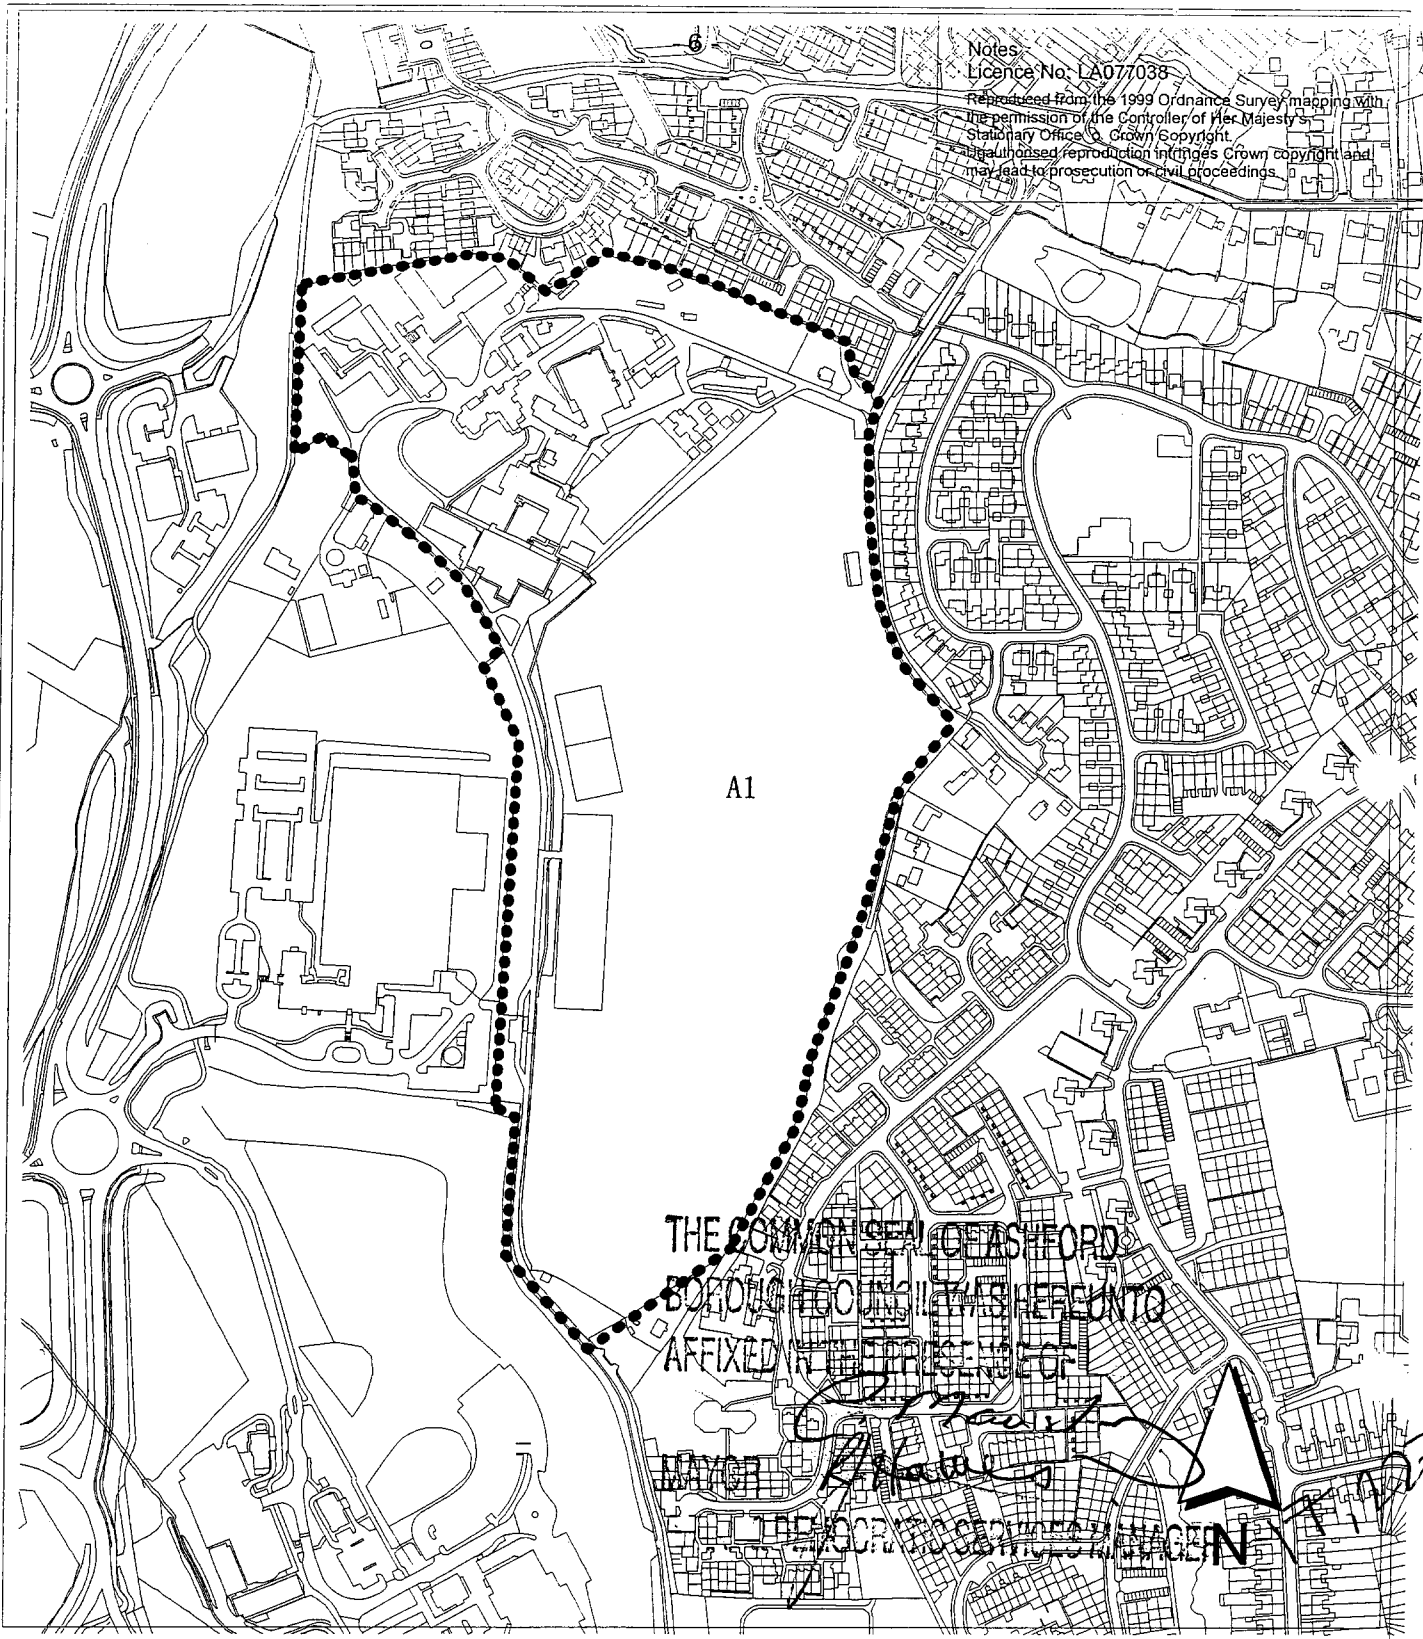 6
Notes
Licence No: LA077038
Reproduced from the 1999 Ordnance Survey mapping with
the permission of the Controller of Her Majesty's
Stationary Office c. Crown Copyright.
Unauthorised reproduction infringes Crown copyright and
may lead to prosecution or civil proceedings.
A1
THE COMMON SEAL OF ASHFORD
BOROUGH COUNCIL WAS HEREUNTO
AFFIXED IN THE PRESENCE OF
MAYOR
DEMOCRATIC SERVICES MANAGER
N